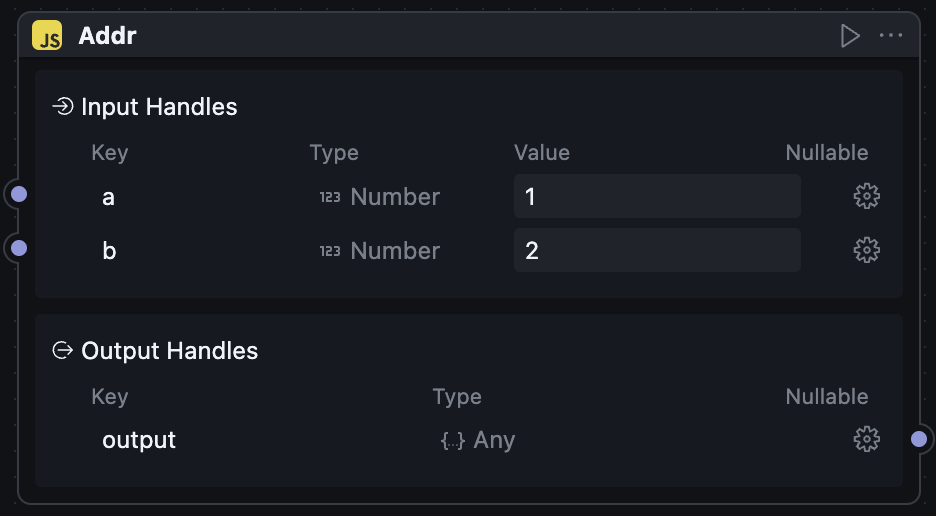 JS Addr
Input Handles
Key Type Value Nullable
a 123 Number 1
b 123 Number 2
Output Handles
Key Type Nullable
output {...} Any